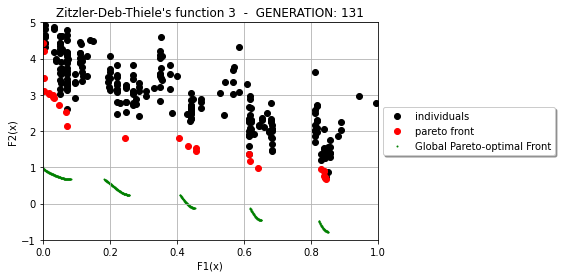 Zitzler-Deb-Thiele's function 3 - GENERATION: 131
5
4
3
2
1
0
-1
F2(x)
0.0 0.2 0.4 0.6 0.8 1.0
F1(x)
individuals
pareto front
Global Pareto-optimal Front